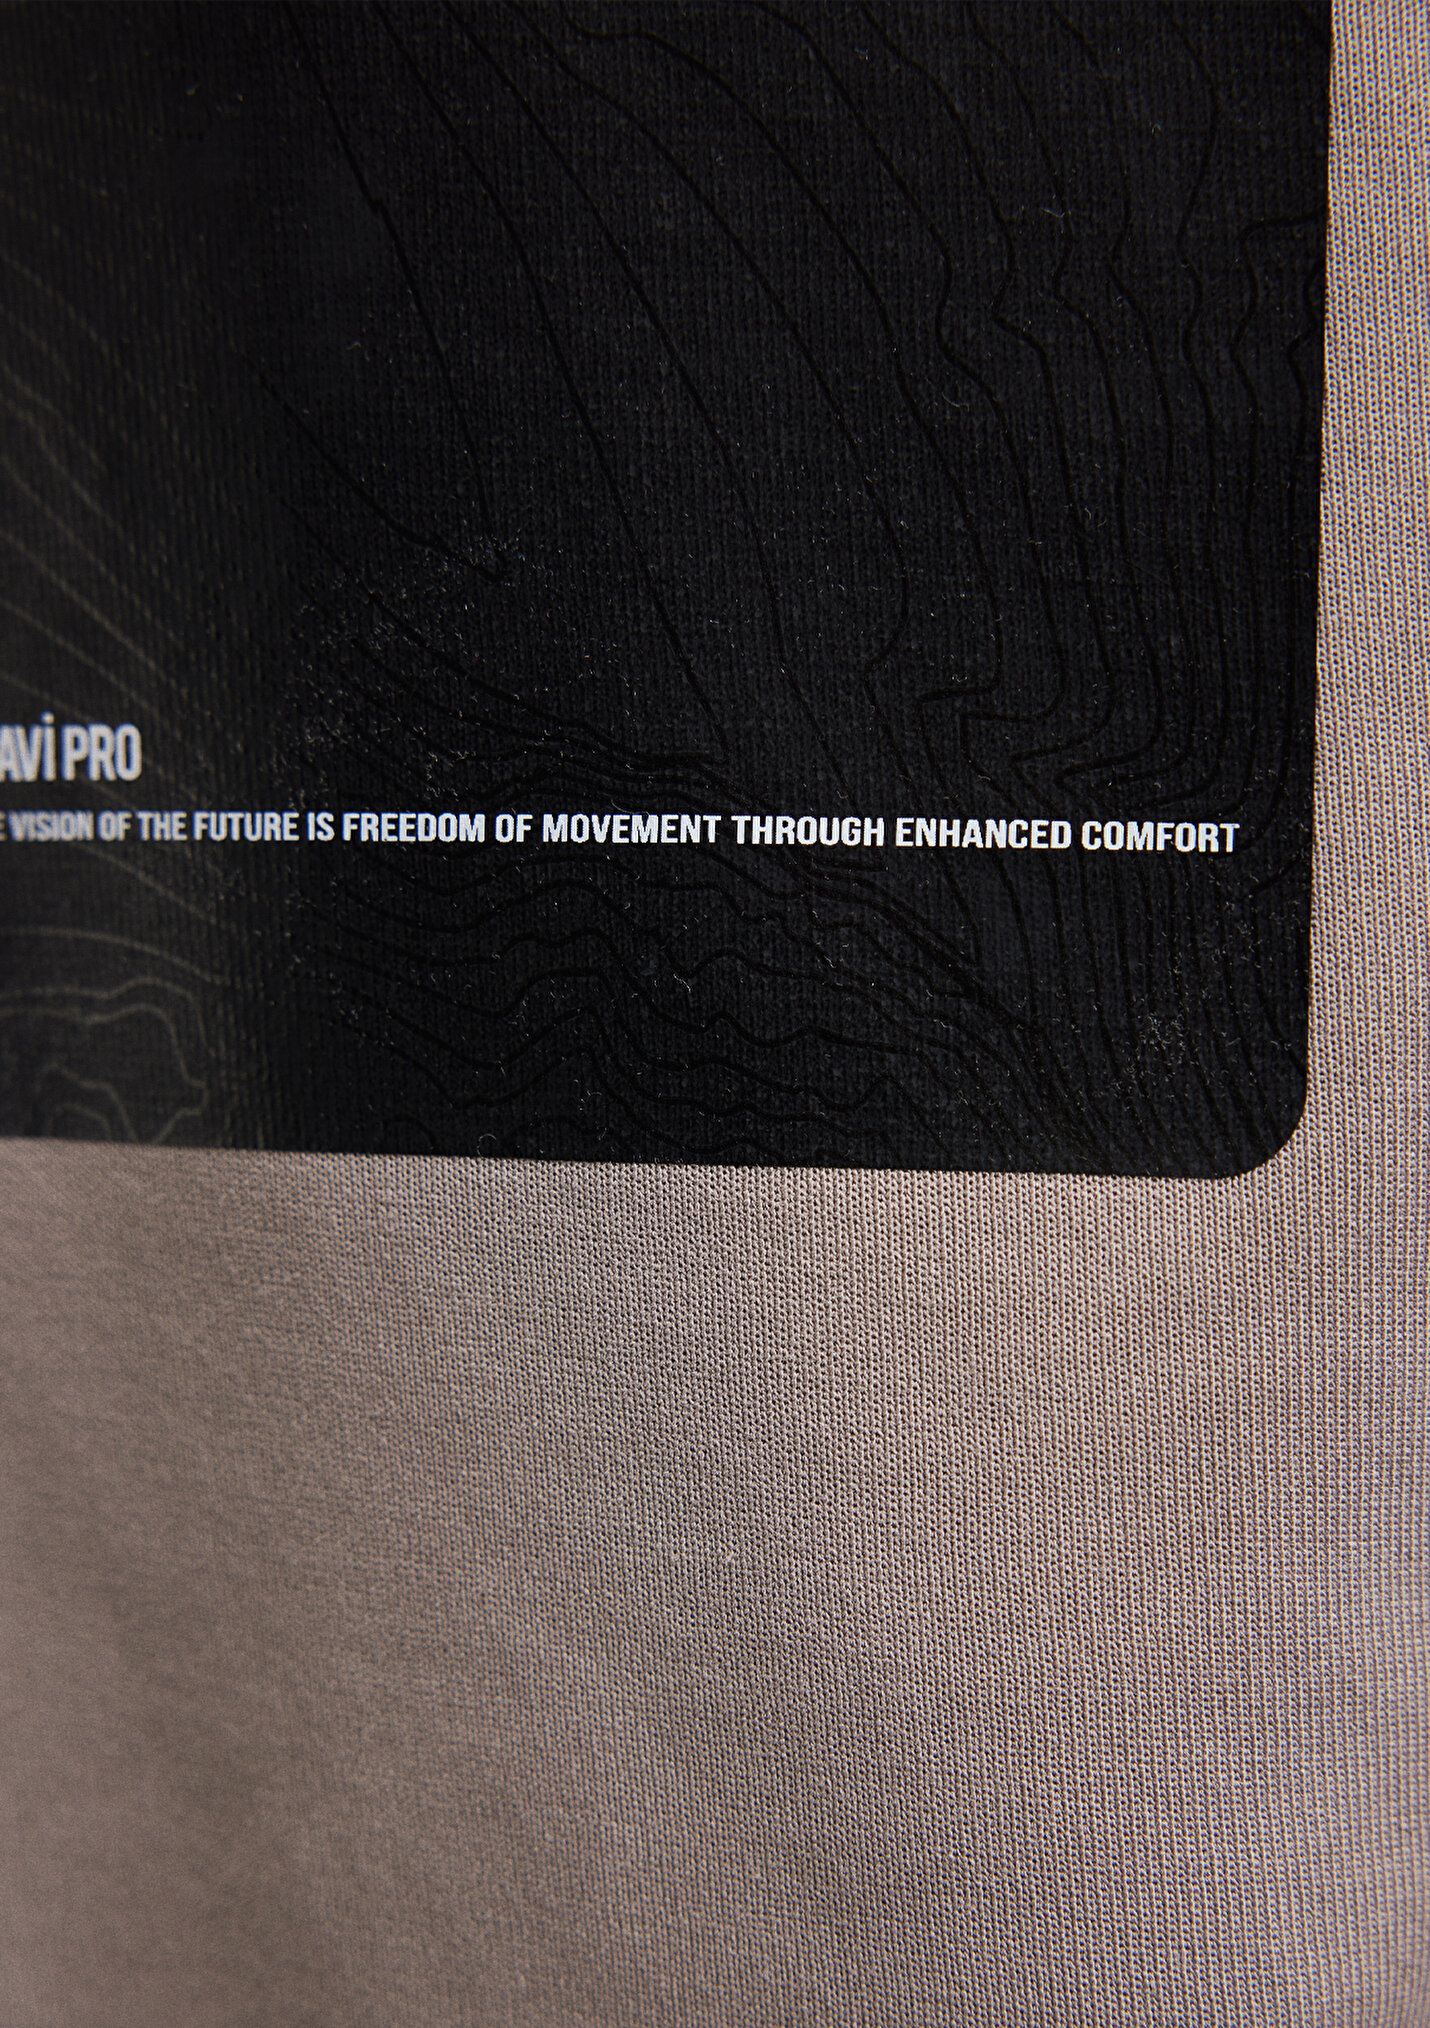 AVİ PRO
VISION OF THE FUTURE IS FREEDOM OF MOVEMENT THROUGH ENHANCED COMFORT